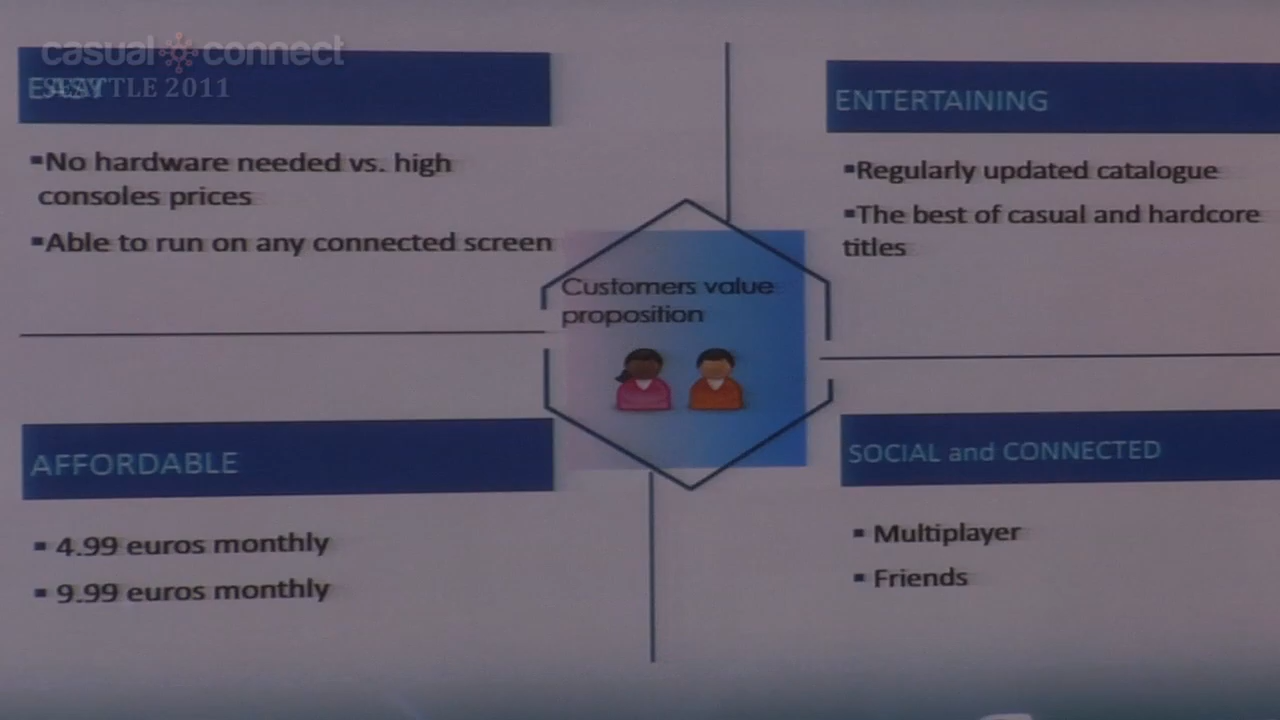 casual connect
SEATTLE 2011
EASY
▪No hardware needed vs. high
consoles prices
▪Able to run on any connected screen
ENTERTAINING
▪Regularly updated catalogue
▪The best of casual and hardcore
titles
Customers value
proposition
AFFORDABLE
▪ 4.99 euros monthly
▪ 9.99 euros monthly
SOCIAL and CONNECTED
▪ Multiplayer
▪ Friends